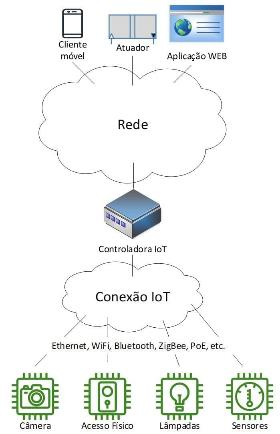 Cliente
móvel
Atuador
Aplicação WEB
Rede
Controladora IoT
Conexão IoT
Ethernet, WiFi, Bluetooth, ZigBee, PoE, etc.
Câmera
Acesso Físico
Lâmpadas
Sensores